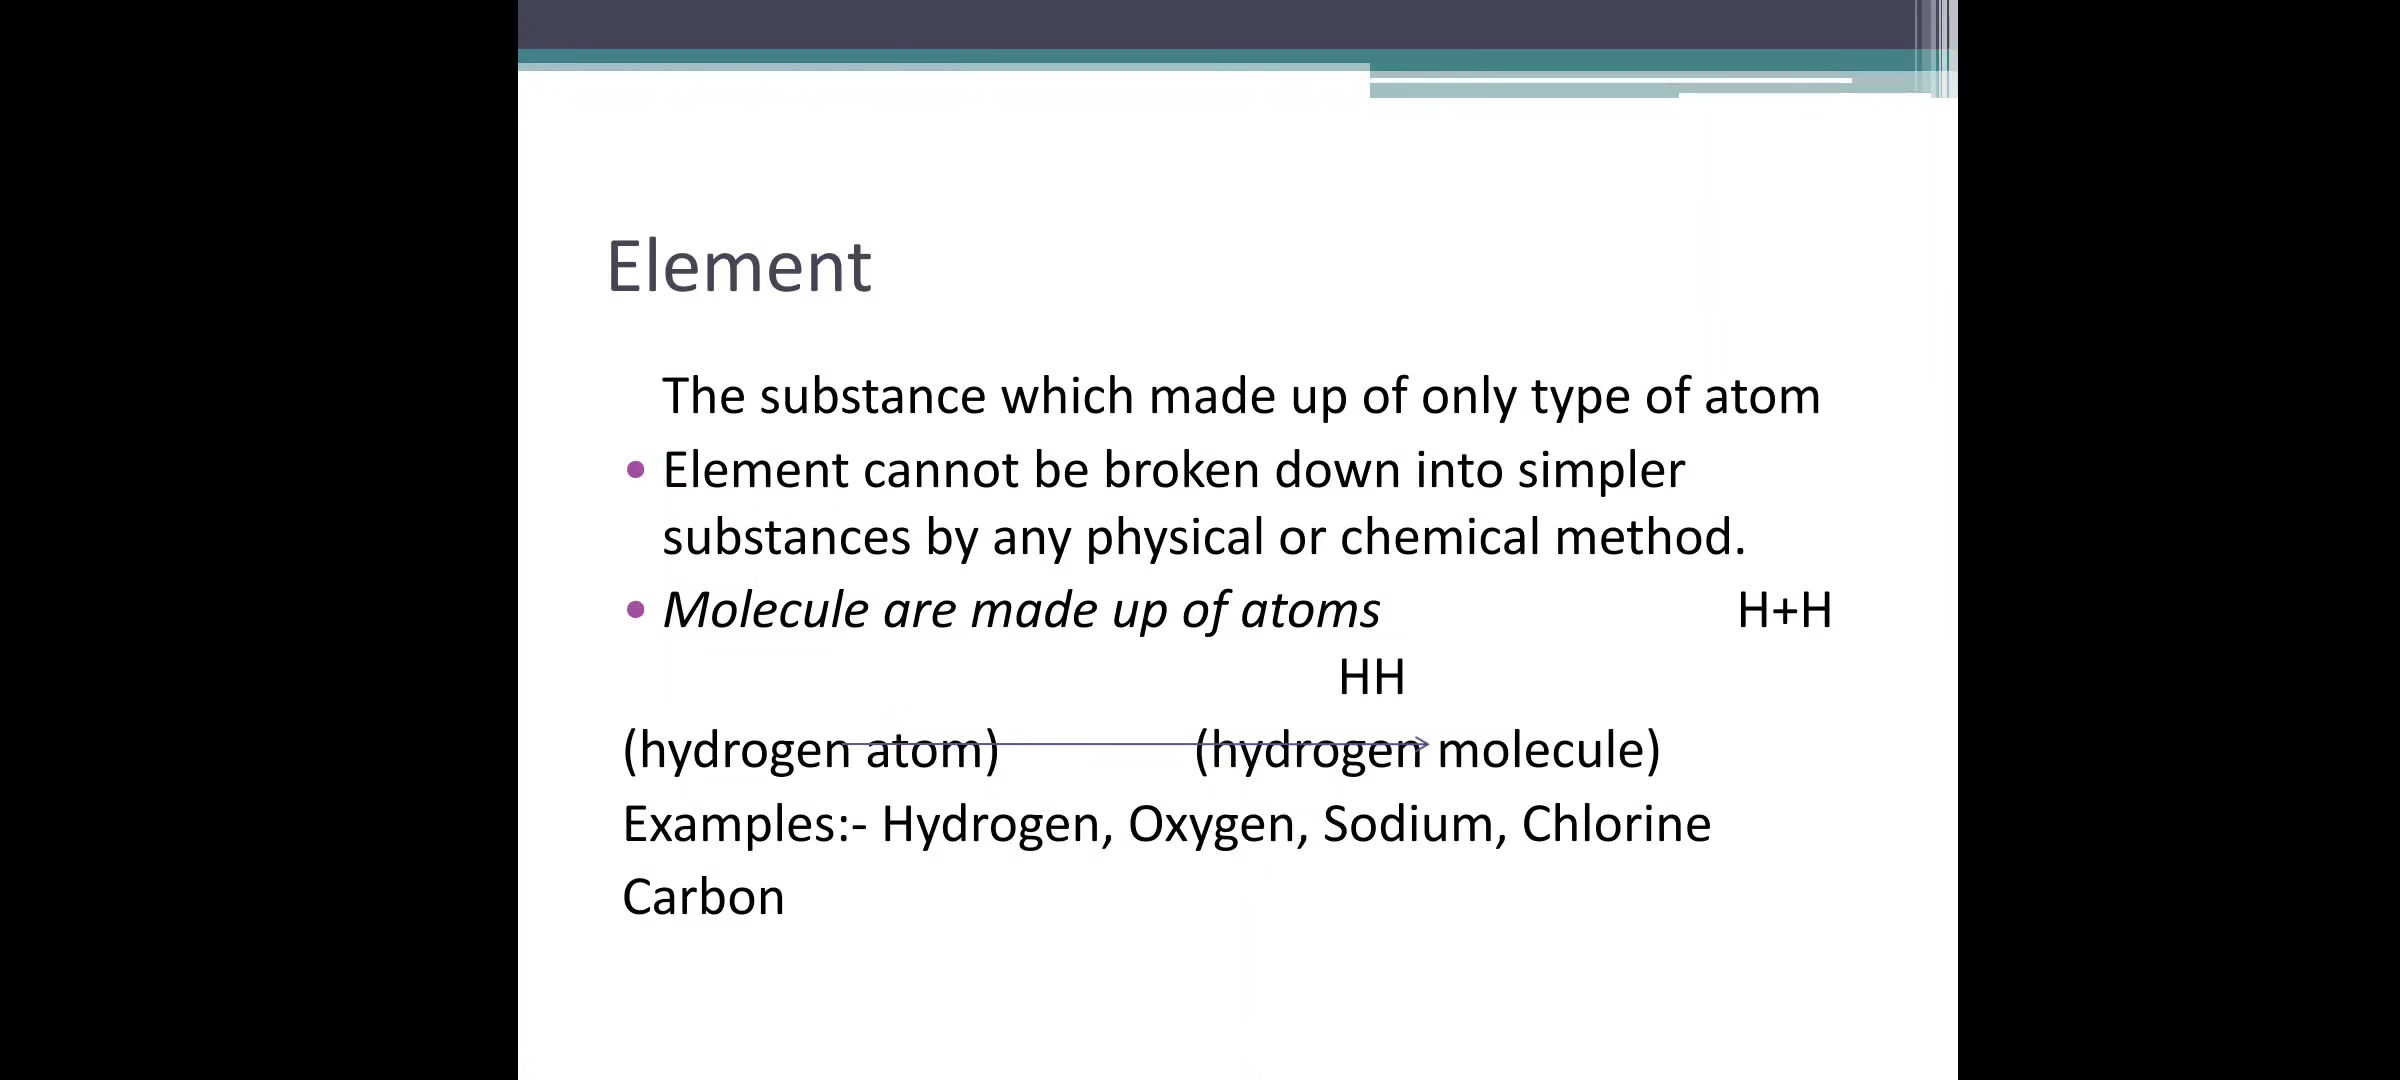 Element
The substance which made up of only type of atom
• Element cannot be broken down into simpler
substances by any physical or chemical method.
• Molecule are made up of atoms H+H
HH
(hydrogen atom) (hydrogen molecule)
Examples:- Hydrogen, Oxygen, Sodium, Chlorine
Carbon